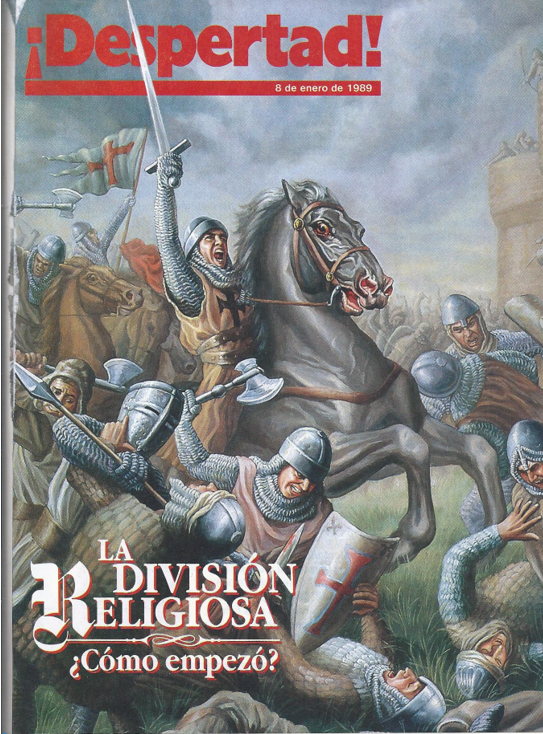 ¡Despertad!
8 de enero de 1989
LA
DIVISIÓN
RELIGIOSA
¿Cómo empezó?